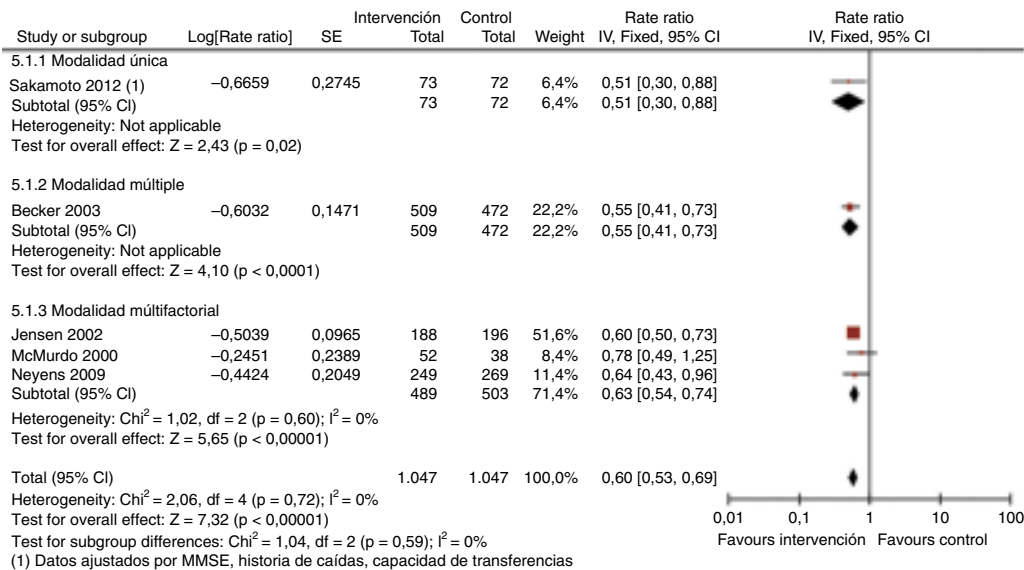 Intervención Control Rate ratio Rate ratio
Study or subgroup Log[Rate ratio] SE Total Total Weight IV, Fixed, 95% CI IV, Fixed, 95% CI
5.1.1 Modalidad única
Sakamoto 2012 (1) –0,6659 0,2745 73 72 6,4% 0,51 [0,30, 0,88]
Subtotal (95% CI) 73 72 6,4% 0,51 [0,30, 0,88]
Heterogeneity: Not applicable
Test for overall effect: Z = 2,43 (p = 0,02)
5.1.2 Modalidad múltiple
Becker 2003 –0,6032 0,1471 509 472 22,2% 0,55 [0,41, 0,73]
Subtotal (95% CI) 509 472 22,2% 0,55 [0,41, 0,73]
Heterogeneity: Not applicable
Test for overall effect: Z = 4,10 (p < 0,0001)
5.1.3 Modalidad múltifactorial
Jensen 2002 –0,5039 0,0965 188 196 51,6% 0,60 [0,50, 0,73]
McMurdo 2000 –0,2451 0,2389 52 38 8,4% 0,78 [0,49, 1,25]
Neyens 2009 –0,4424 0,2049 249 269 11,4% 0,64 [0,43, 0,96]
Subtotal (95% CI) 489 503 71,4% 0,63 [0,54, 0,74]
Heterogeneity: Chi² = 1,02, df = 2 (p = 0,60); I² = 0%
Test for overall effect: Z = 5,65 (p < 0,00001)
Total (95% CI) 1.047 1.047 100,0% 0,60 [0,53, 0,69]
Heterogeneity: Chi² = 2,06, df = 4 (p = 0,72); I² = 0%
Test for overall effect: Z = 7,32 (p < 0,00001)
Test for subgroup differences: Chi² = 1,04, df = 2 (p = 0,59); I² = 0%
(1) Datos ajustados por MMSE, historia de caídas, capacidad de transferencias
0,01 0,1 1 10 100
Favours intervención Favours control